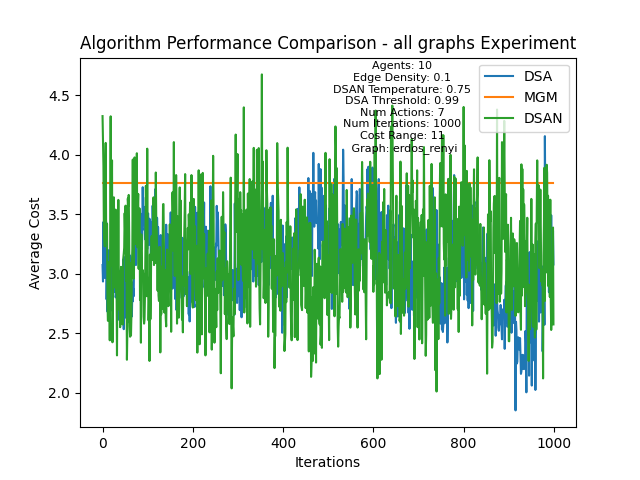 Algorithm Performance Comparison - all graphs Experiment
Agents: 10
Edge Density: 0.1
DSAN Temperature: 0.75
DSA Threshold: 0.99
Num Actions: 7
Num Iterations: 1000
Cost Range: 11
Graph: erdos_renyi
DSA
MGM
DSAN
Average Cost
4.5
4.0
3.5
3.0
2.5
2.0
0
200
400
600
800
1000
Iterations